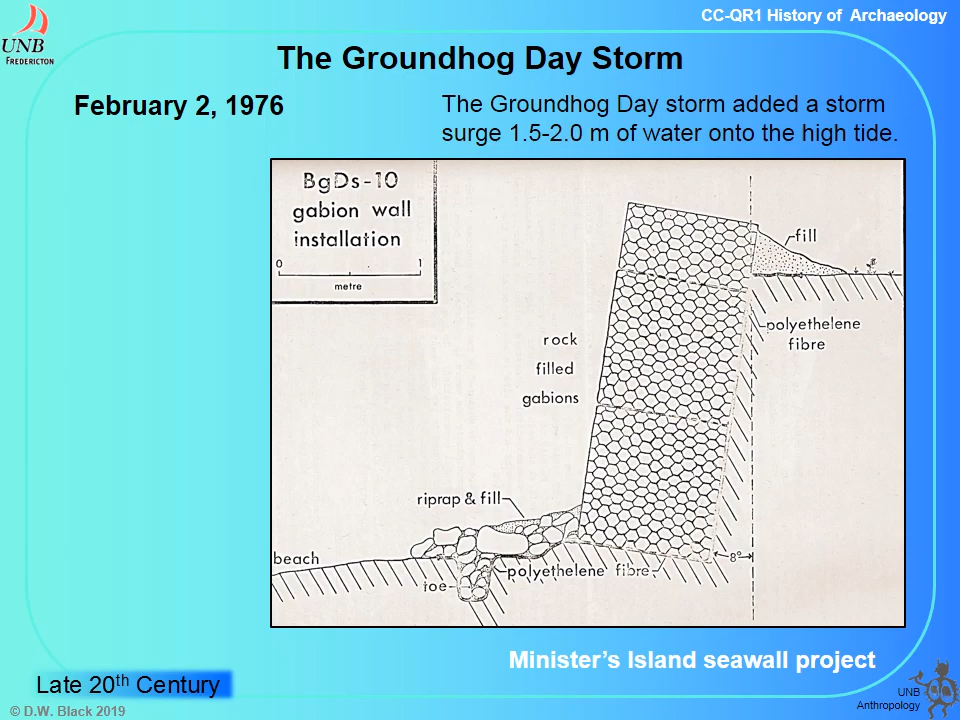 CC-QR1 History of Archaeology
UNB
FREDERICTON
The Groundhog Day Storm
February 2, 1976
The Groundhog Day storm added a storm
surge 1.5-2.0 m of water onto the high tide.
BgDs-10
gabion wall
installation
0 1
metre
fill
polyethelene
fibre
rock
filled
gabions
riprap & fill
beach
toe
polyethelene fibre
8°
Minister's Island seawall project
Late 20th Century
© D.W. Black 2019
UNB
Anthropology